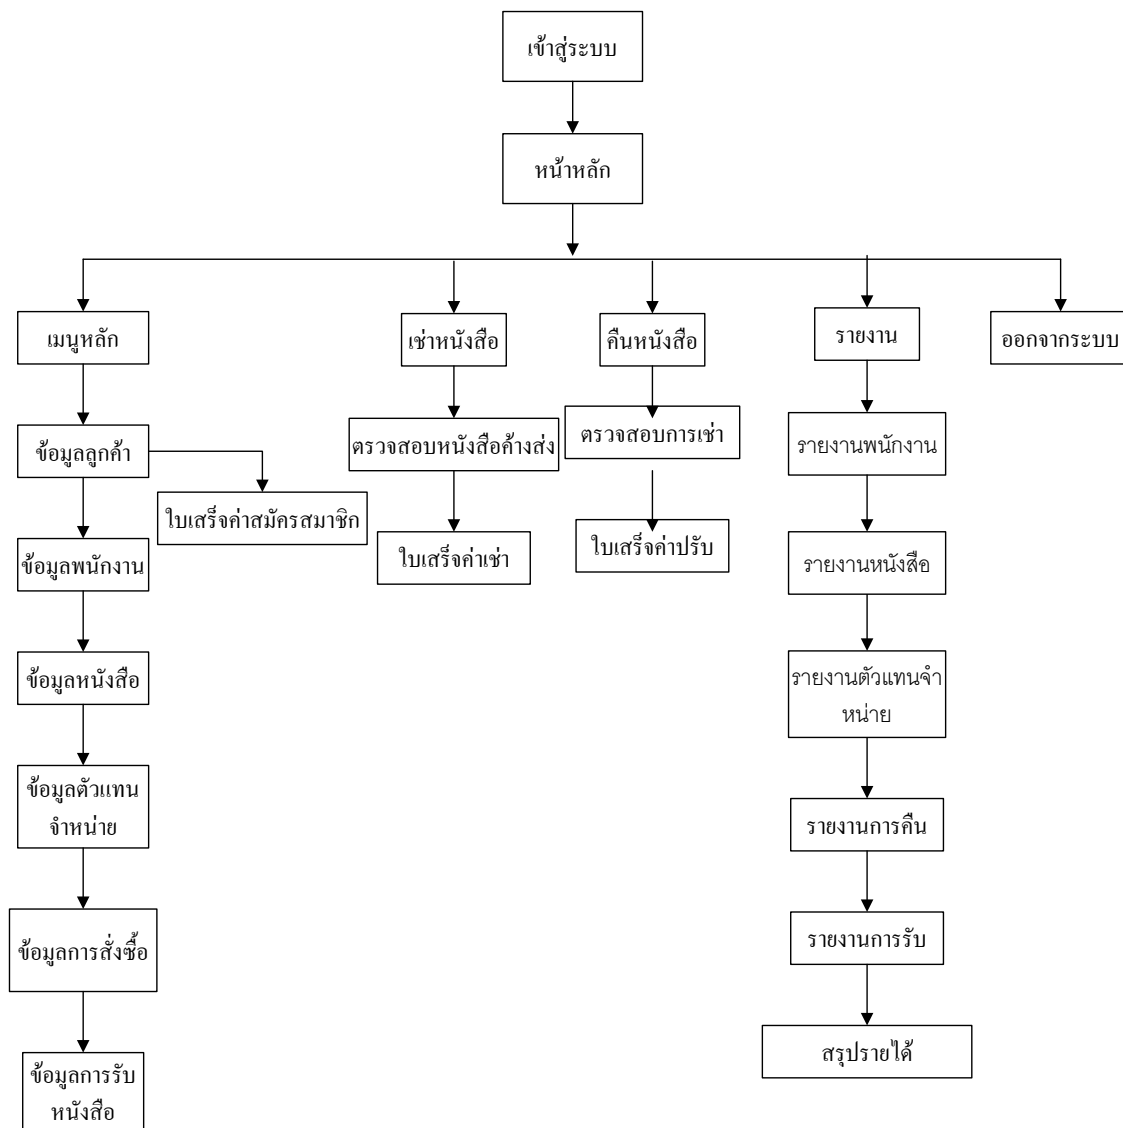 เข้าสู่ระบบ
หน้าหลัก
เมนูหลัก
เช่าหนังสือ
คืนหนังสือ
รายงาน
ออกจากระบบ
ข้อมูลลูกค้า
ตรวจสอบหนังสือค้างส่ง
ตรวจสอบการเช่า
รายงานพนักงาน
ใบเสร็จค่าสมัครสมาชิก
ข้อมูลพนักงาน
ใบเสร็จค่าเช่า
ใบเสร็จค่าปรับ
รายงานหนังสือ
ข้อมูลหนังสือ
รายงานตัวแทนจำ
หน่าย
ข้อมูลตัวแทน
จำหน่าย
รายงานการคืน
ข้อมูลการสั่งซื้อ
รายงานการรับ
สรุปรายได้
ข้อมูลการรับ
หนังสือ